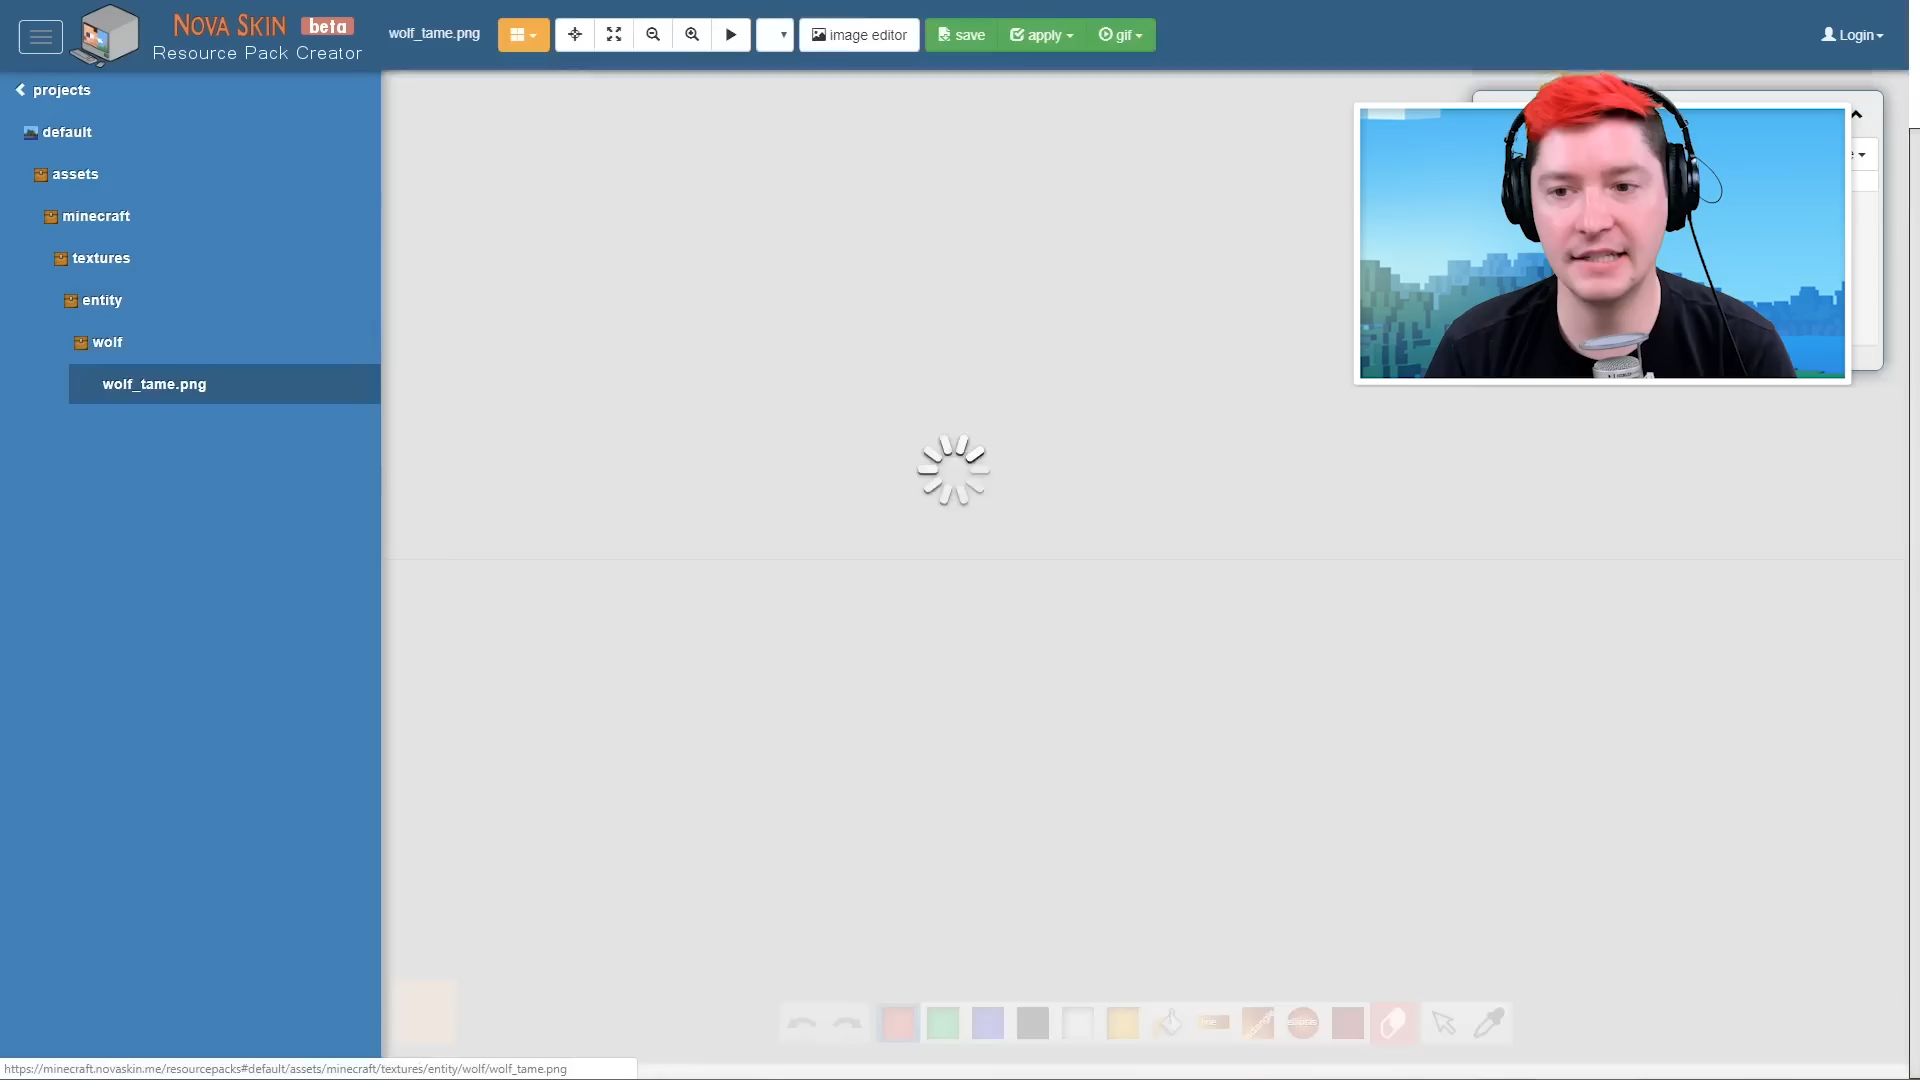 NOVA SKIN beta
Resource Pack Creator
wolf_tame.png
image editor
save
apply
gif
Login
projects
default
assets
minecraft
textures
entity
wolf
wolf_tame.png
line
https://minecraft.novaskin.me/resourcepacks#default/assets/minecraft/textures/entity/wolf/wolf_tame.png